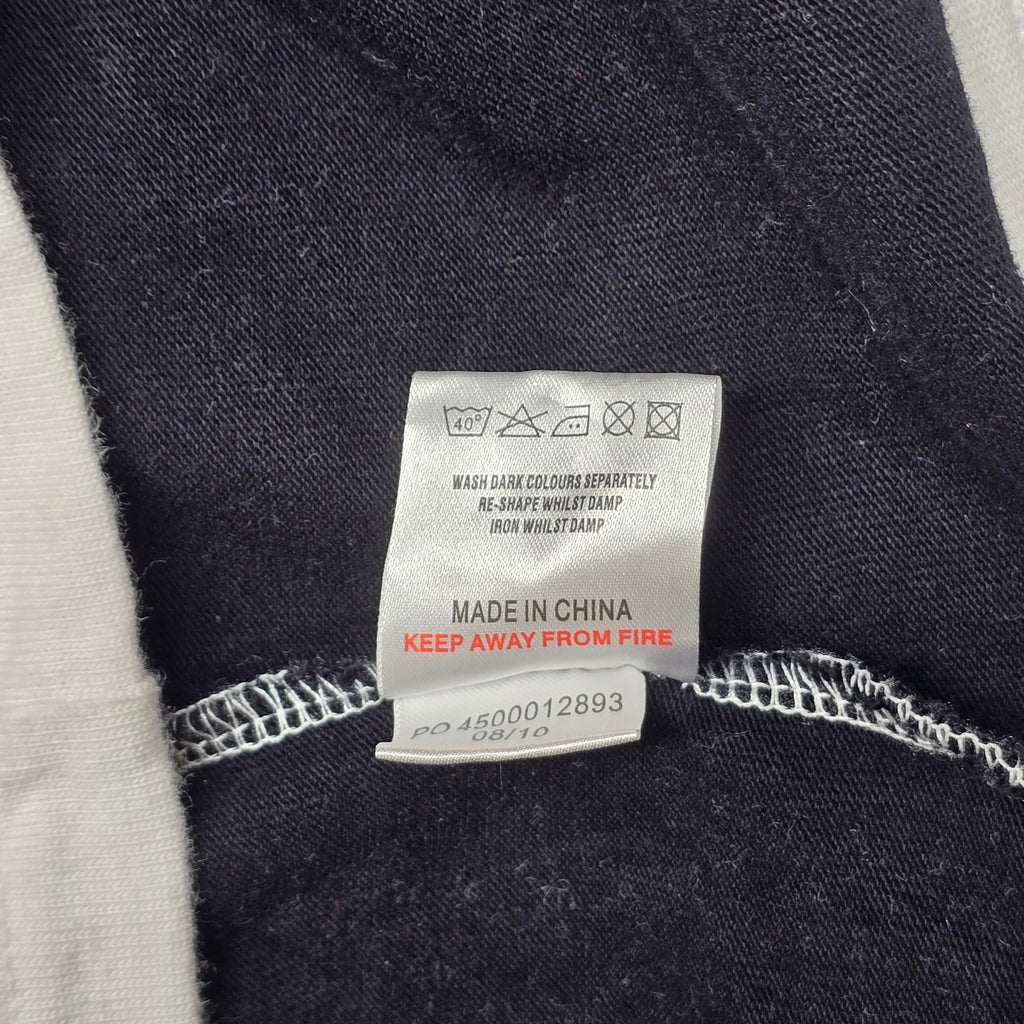 40°
WASH DARK COLOURS SEPARATELY
RE-SHAPE WHILST DAMP
IRON WHILST DAMP
MADE IN CHINA
KEEP AWAY FROM FIRE
PO 4500012893
08/10